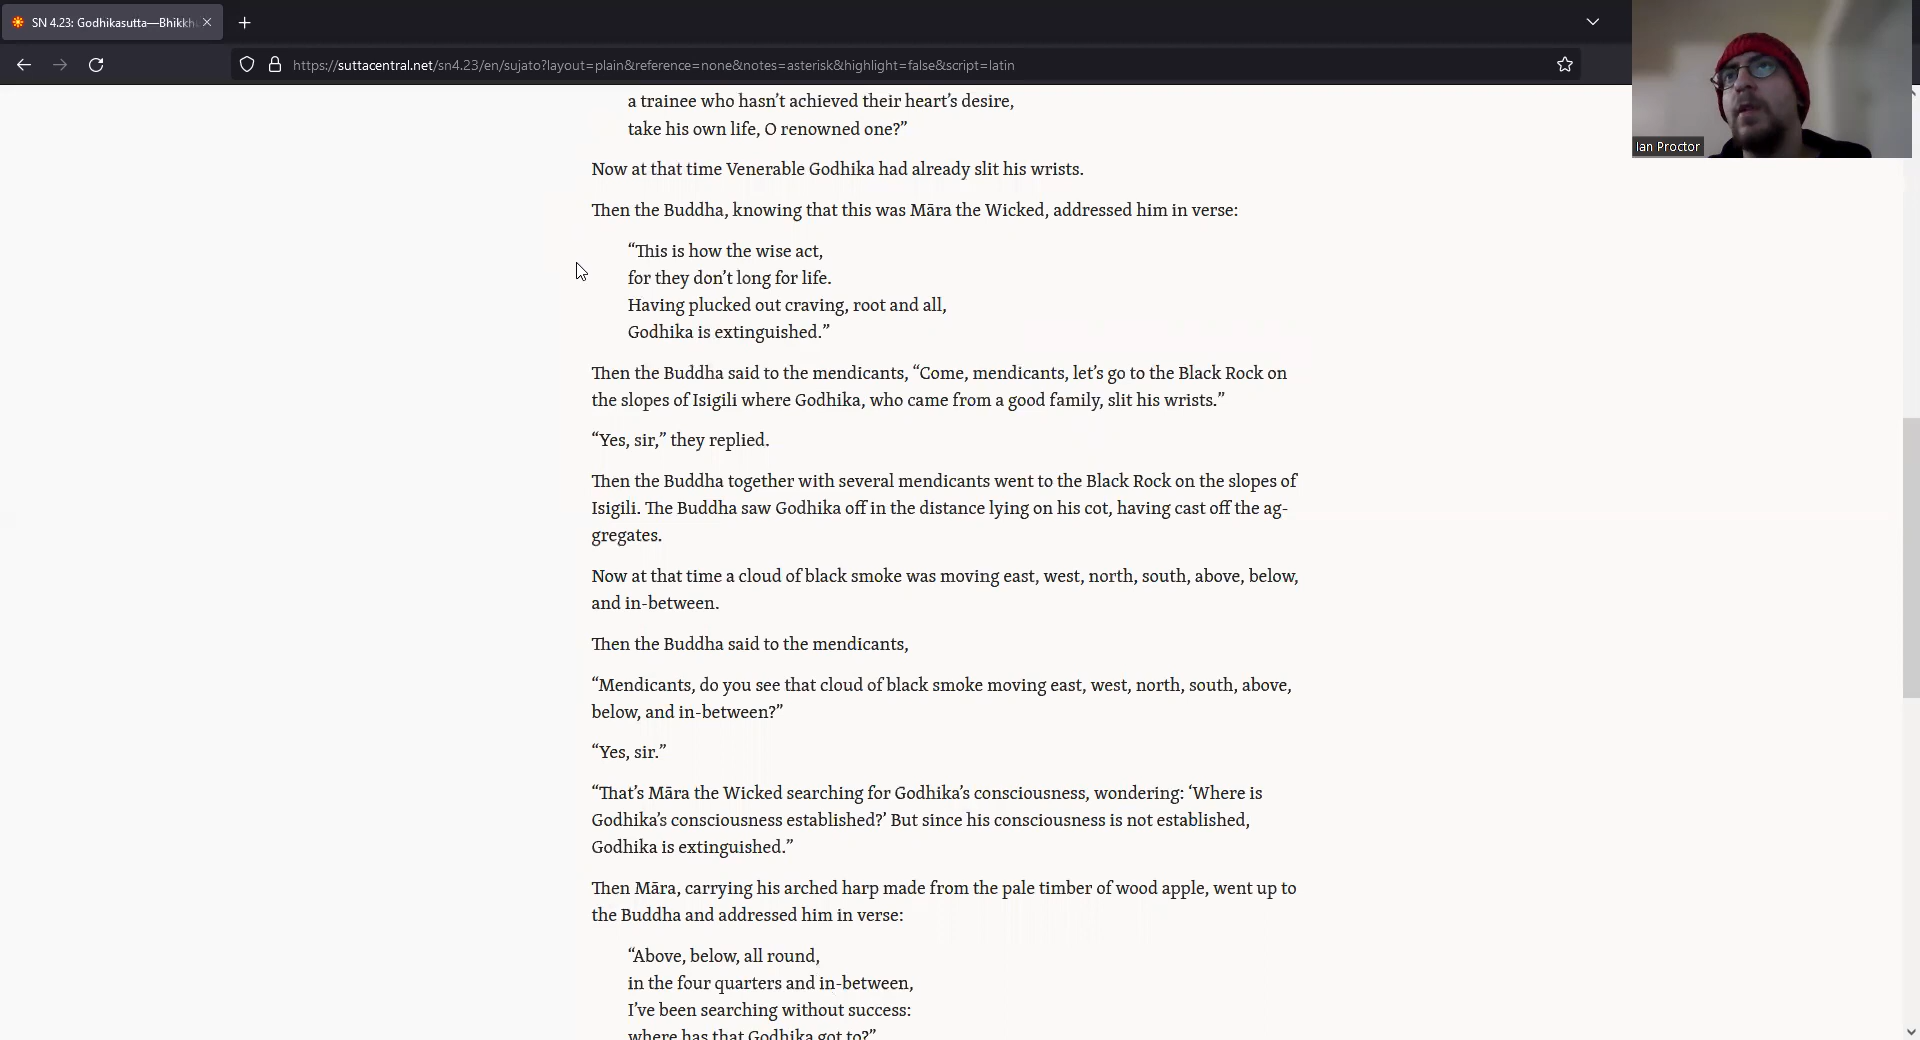 SN 4.23: Godhikasutta—Bhikkhu
https://suttacentral.net/sn4.23/en/sujato?layout=plain&reference=none&notes=asterisk&highlight=false&script=latin
Ian Proctor
a trainee who hasn’t achieved their heart’s desire,
take his own life, O renowned one?”
Now at that time Venerable Godhika had already slit his wrists.
Then the Buddha, knowing that this was Māra the Wicked, addressed him in verse:
“This is how the wise act,
for they don’t long for life.
Having plucked out craving, root and all,
Godhika is extinguished.”
Then the Buddha said to the mendicants, “Come, mendicants, let’s go to the Black Rock on
the slopes of Isigili where Godhika, who came from a good family, slit his wrists.”
“Yes, sir,” they replied.
Then the Buddha together with several mendicants went to the Black Rock on the slopes of
Isigili. The Buddha saw Godhika off in the distance lying on his cot, having cast off the ag-
gregates.
Now at that time a cloud of black smoke was moving east, west, north, south, above, below,
and in-between.
Then the Buddha said to the mendicants,
“Mendicants, do you see that cloud of black smoke moving east, west, north, south, above,
below, and in-between?”
“Yes, sir.”
“That’s Māra the Wicked searching for Godhika’s consciousness, wondering: ‘Where is
Godhika’s consciousness established?’ But since his consciousness is not established,
Godhika is extinguished.”
Then Māra, carrying his arched harp made from the pale timber of wood apple, went up to
the Buddha and addressed him in verse:
“Above, below, all round,
in the four quarters and in-between,
I’ve been searching without success:
where has that Godhika got to?”